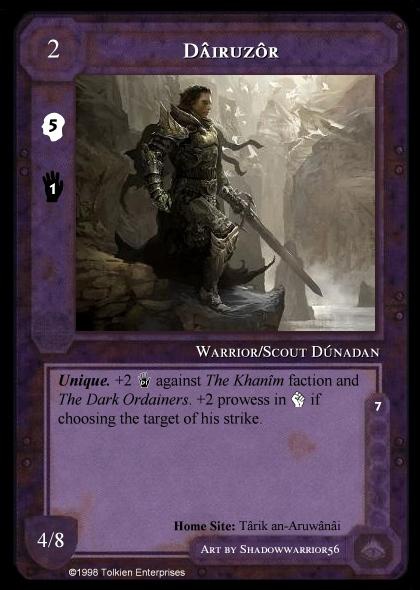 2
DÂIRUZÔR
5
1
WARRIOR/SCOUT DÚNADAN
Unique. +2 against The Khanîm faction and
The Dark Ordainers. +2 prowess in if
choosing the target of his strike.
7
Home Site: Târik an-Aruwânâi
4/8
ART BY SHADOWWARRIOR56
©1998 Tolkien Enterprises